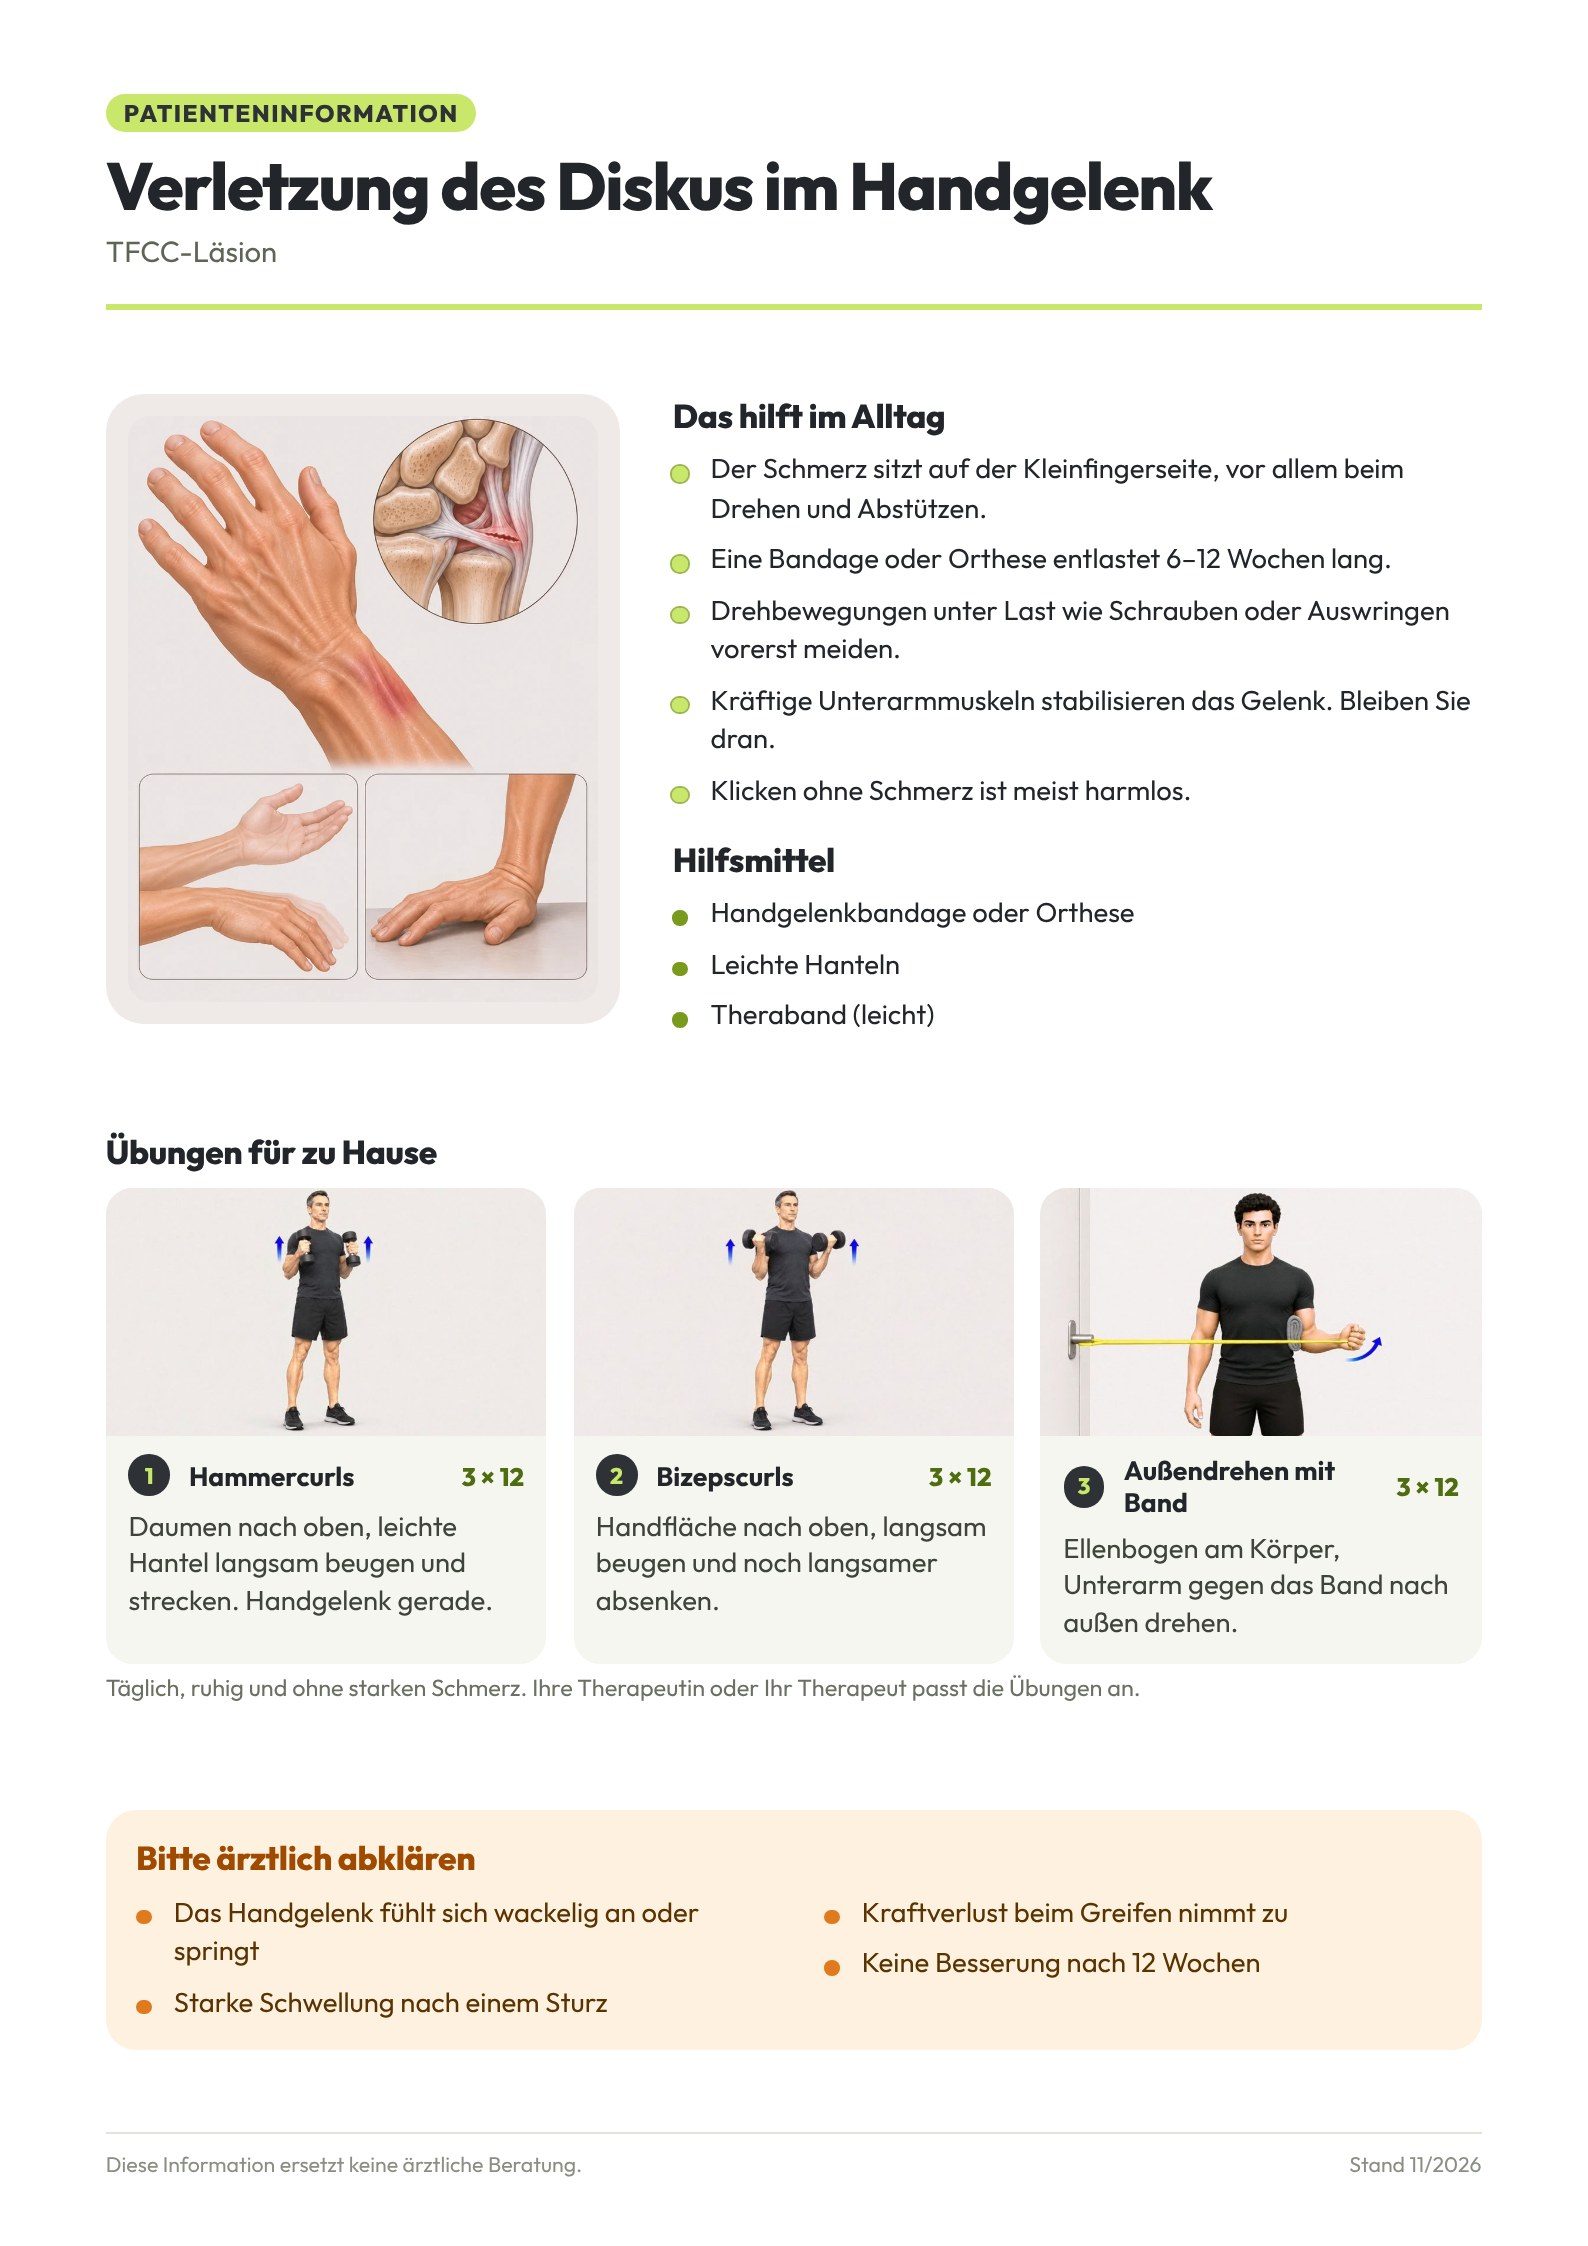 PATIENTENINFORMATION
Verletzung des Diskus im Handgelenk
TFCC-Läsion
Das hilft im Alltag
Der Schmerz sitzt auf der Kleinfingerseite, vor allem beim
Drehen und Abstützen.
Eine Bandage oder Orthese entlastet 6–12 Wochen lang.
Drehbewegungen unter Last wie Schrauben oder Auswringen
vorerst meiden.
Kräftige Unterarmmuskeln stabilisieren das Gelenk. Bleiben Sie
dran.
Klicken ohne Schmerz ist meist harmlos.
Hilfsmittel
Handgelenkbandage oder Orthese
Leichte Hanteln
Theraband (leicht)
Übungen für zu Hause
1 Hammercurls 3 × 12
Daumen nach oben, leichte
Hantel langsam beugen und
strecken. Handgelenk gerade.
2 Bizepscurls 3 × 12
Handfläche nach oben, langsam
beugen und noch langsamer
absenken.
3 Außendrehen mit
Band 3 × 12
Ellenbogen am Körper,
Unterarm gegen das Band nach
außen drehen.
Täglich, ruhig und ohne starken Schmerz. Ihre Therapeutin oder Ihr Therapeut passt die Übungen an.
Bitte ärztlich abklären
Das Handgelenk fühlt sich wackelig an oder
springt
Starke Schwellung nach einem Sturz
Kraftverlust beim Greifen nimmt zu
Keine Besserung nach 12 Wochen
Diese Information ersetzt keine ärztliche Beratung.
Stand 11/2026